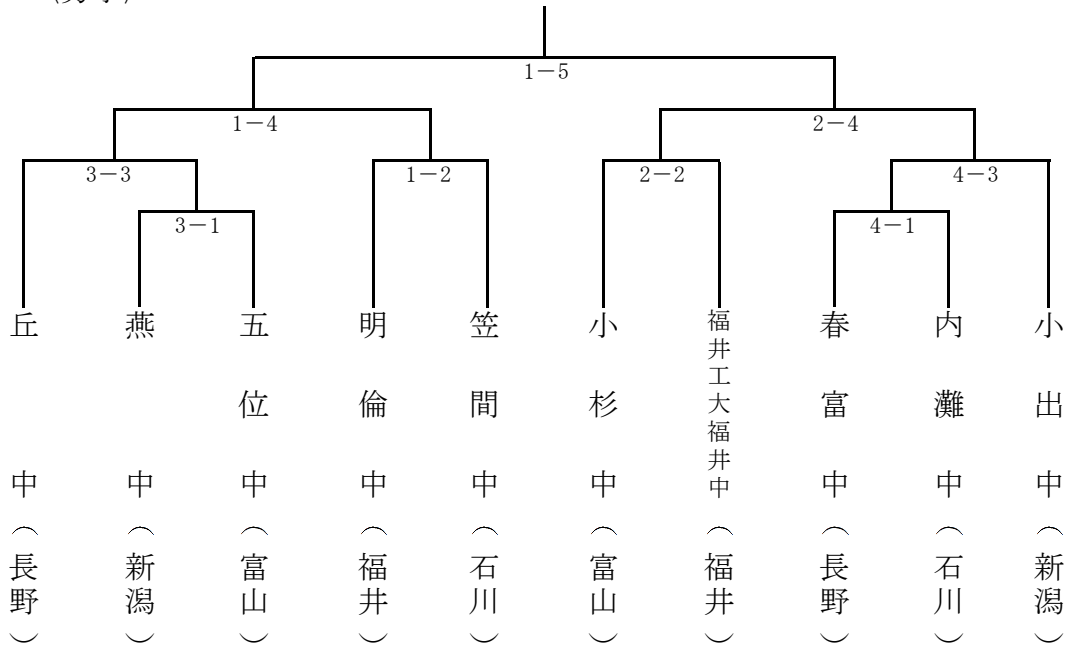 1－5
1－4
2－4
3－3
1－2
2－2
4－3
3－1
4－1
丘中（長野）
燕中（新潟）
五位中（富山）
明倫中（福井）
笠間中（石川）
小杉中（富山）
福井工大福井中（福井）
春富中（長野）
内灘中（石川）
小出中（新潟）